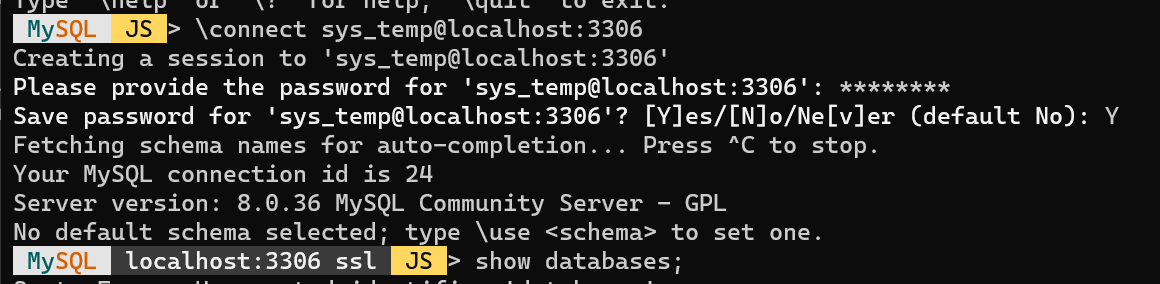 Type '\help' or '\?' for help; '\quit' to exit.
MySQL JS > \connect sys_temp@localhost:3306
Creating a session to 'sys_temp@localhost:3306'
Please provide the password for 'sys_temp@localhost:3306': ********
Save password for 'sys_temp@localhost:3306'? [Y]es/[N]o/Ne[v]er (default No): Y
Fetching schema names for auto-completion... Press ^C to stop.
Your MySQL connection id is 24
Server version: 8.0.36 MySQL Community Server - GPL
No default schema selected; type \use <schema> to set one.
MySQL localhost:3306 ssl JS > show databases;